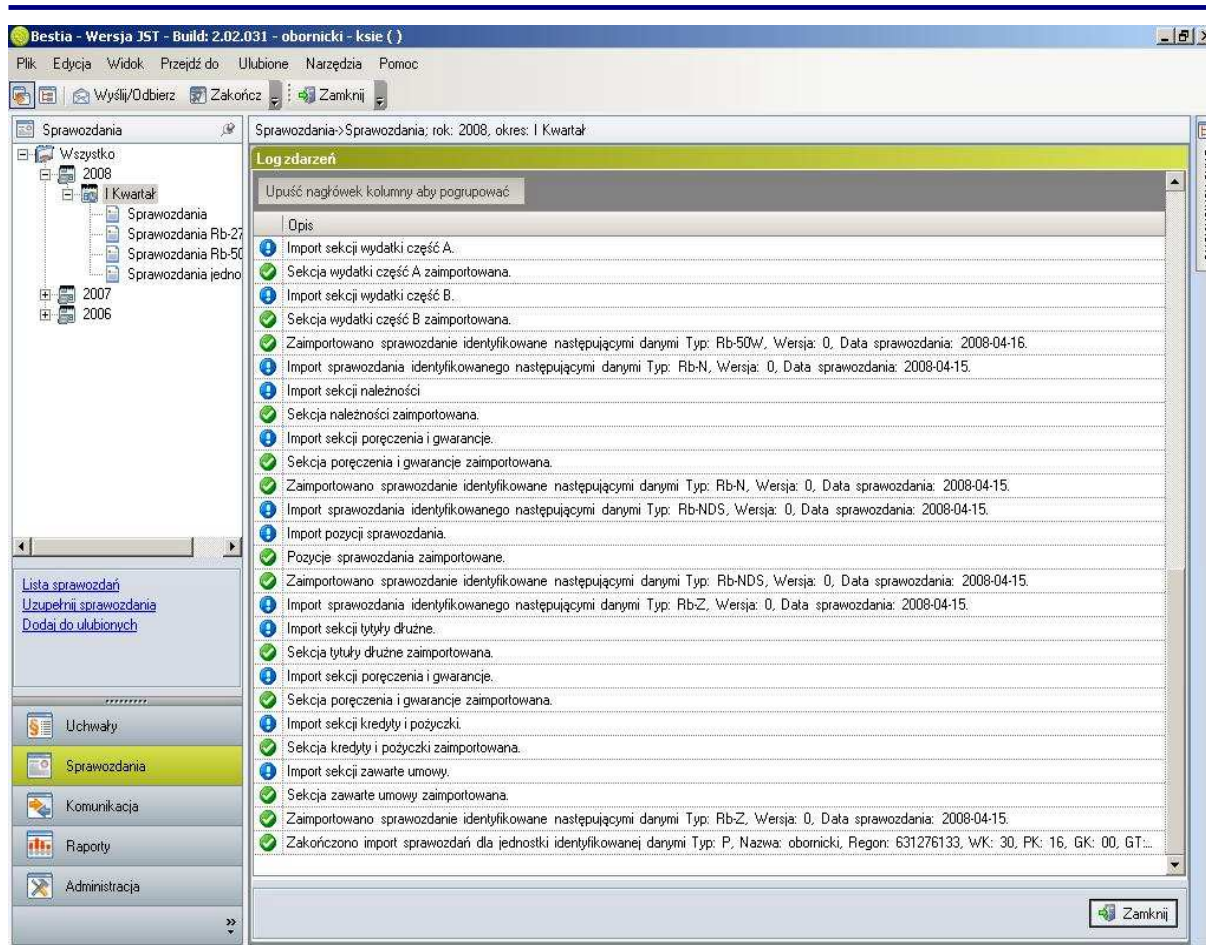 Bestia - Wersja JST - Build: 2.02.031 - obornicki - ksie ( )
Plik Edycja Widok Przejdź do Ulubione Narzędzia Pomoc
Wyślij/Odbierz Zakończ Zamknij
Sprawozdania
Wszystko
2008
I Kwartał
Sprawozdania
Sprawozdania Rb-27
Sprawozdania Rb-50
Sprawozdania jedno
2007
2006
Lista sprawozdań
Uzupełnij sprawozdania
Dodaj do ulubionych
Uchwały
Sprawozdania
Komunikacja
Raporty
Administracja
Sprawozdania->Sprawozdania; rok: 2008, okres: I Kwartał
Log zdarzeń
Upuść nagłówek kolumny aby pogrupować
Opis
Import sekcji wydatki część A.
Sekcja wydatki część A zaimportowana.
Import sekcji wydatki część B.
Sekcja wydatki część B zaimportowana.
Zaimportowano sprawozdanie identyfikowane następującymi danymi Typ: Rb-50W, Wersja: 0, Data sprawozdania: 2008-04-16.
Import sprawozdania identyfikowanego następującymi danymi Typ: Rb-N, Wersja: 0, Data sprawozdania: 2008-04-15.
Import sekcji należności
Sekcja należności zaimportowana.
Import sekcji poręczenia i gwarancje.
Sekcja poręczenia i gwarancje zaimportowana.
Zaimportowano sprawozdanie identyfikowane następującymi danymi Typ: Rb-N, Wersja: 0, Data sprawozdania: 2008-04-15.
Import sprawozdania identyfikowanego następującymi danymi Typ: Rb-NDS, Wersja: 0, Data sprawozdania: 2008-04-15.
Import pozycji sprawozdania.
Pozycje sprawozdania zaimportowane.
Zaimportowano sprawozdanie identyfikowane następującymi danymi Typ: Rb-NDS, Wersja: 0, Data sprawozdania: 2008-04-15.
Import sprawozdania identyfikowanego następującymi danymi Typ: Rb-Z, Wersja: 0, Data sprawozdania: 2008-04-15.
Import sekcji tytyły dłużne.
Sekcja tytuły dłużne zaimportowana.
Import sekcji poręczenia i gwarancje.
Sekcja poręczenia i gwarancje zaimportowana.
Import sekcji kredyty i pożyczki.
Sekcja kredyty i pożyczki zaimportowana.
Import sekcji zawarte umowy.
Sekcja zawarte umowy zaimportowana.
Zaimportowano sprawozdanie identyfikowane następującymi danymi Typ: Rb-Z, Wersja: 0, Data sprawozdania: 2008-04-15.
Zakończono import sprawozdań dla jednostki identyfikowanej danymi Typ: P, Nazwa: obornicki, Regon: 631276133, WK: 30, PK: 16, GK: 00, GT:...
Zamknij